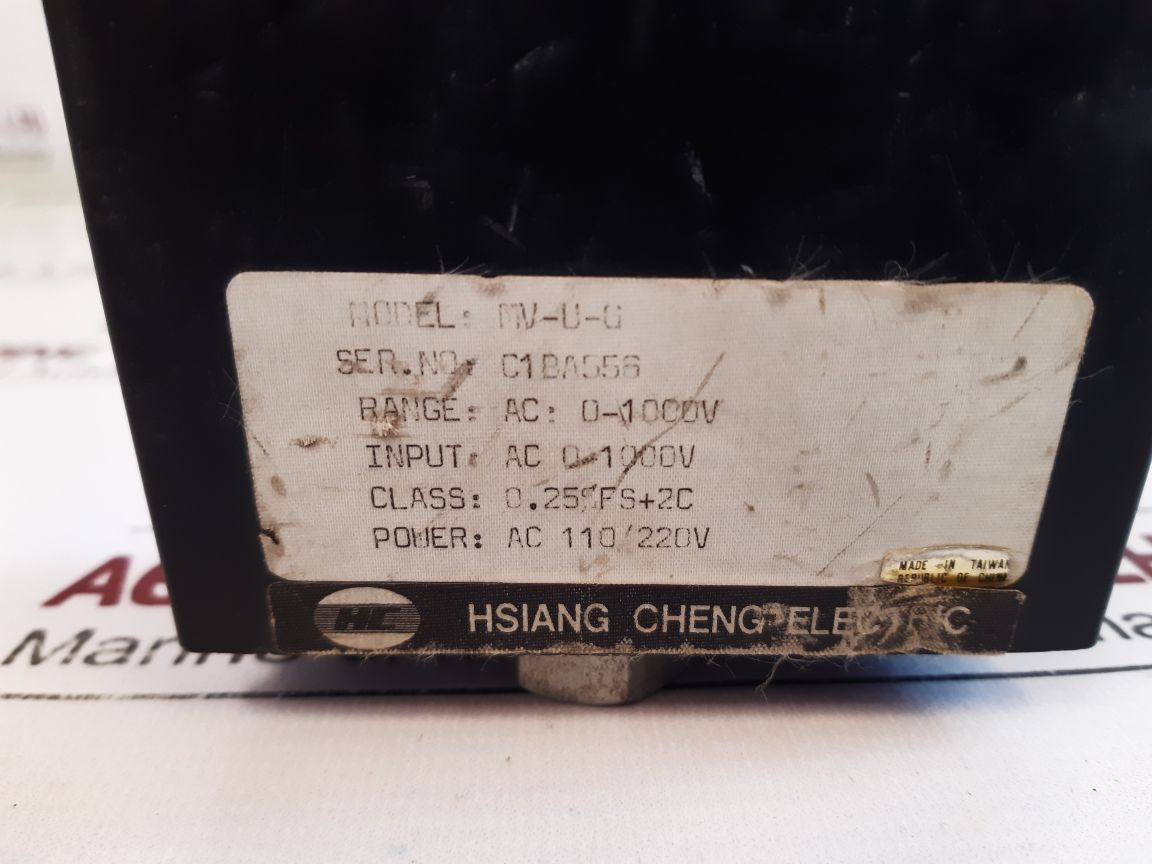 MODEL: MV-U-G
SER.NO: C1BA556
RANGE: AC: 0-1000V
INPUT: AC 0-1000V
CLASS: 0.25%FS+2C
POWER: AC 110/220V
MADE IN TAIWAN
REPUBLIC OF CHINA
HC HSIANG CHENG ELECTRIC